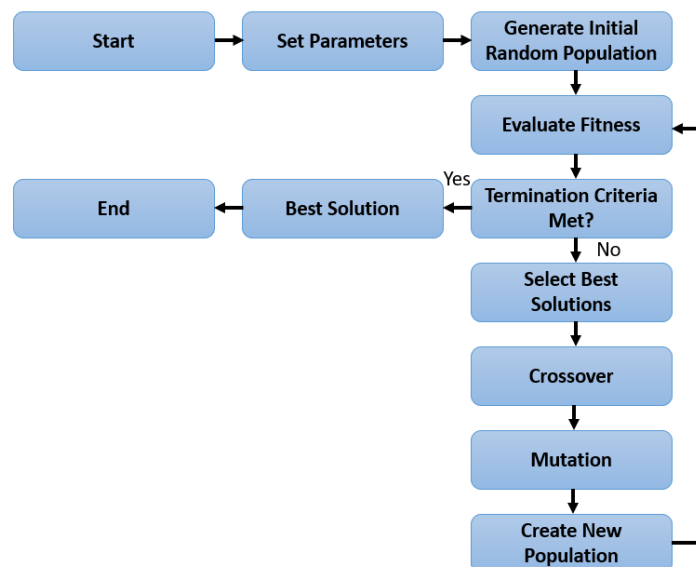 Start
Set Parameters
Generate Initial
Random Population
Evaluate Fitness
Termination Criteria
Met?
Yes
Best Solution
End
No
Select Best
Solutions
Crossover
Mutation
Create New
Population